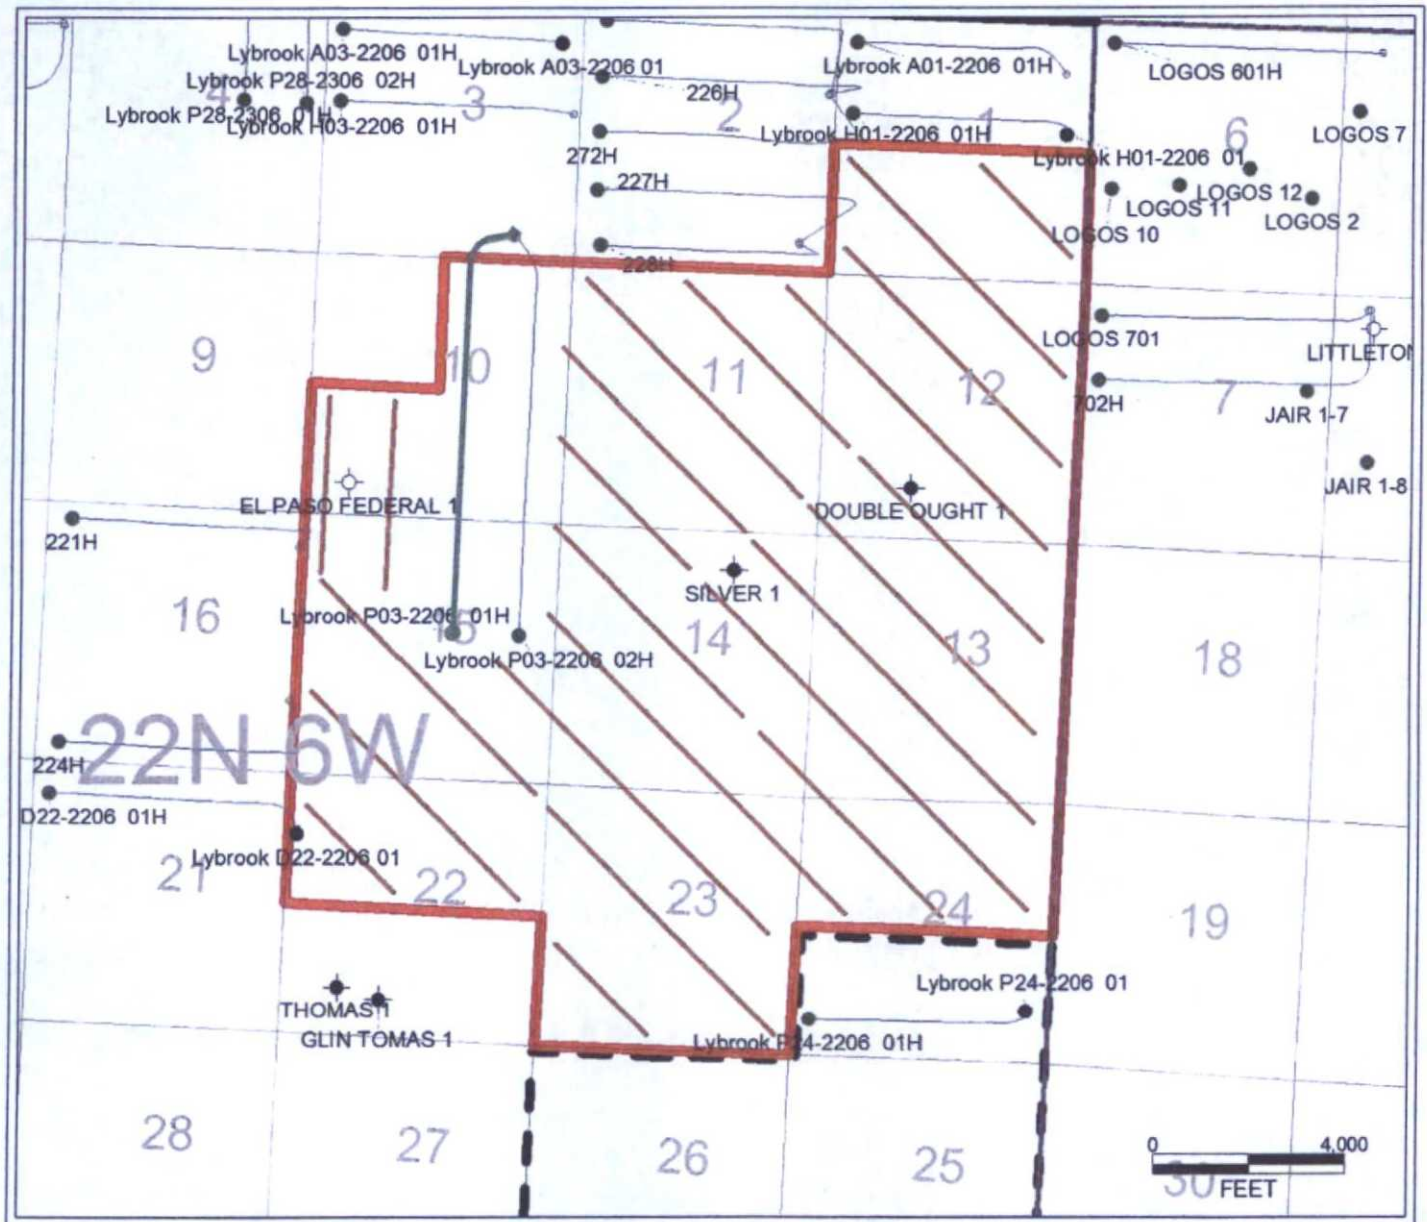 Lybrook A03-2206 01H
Lybrook A03-2206 01
Lybrook A01-2206 01H
LOGOS 601H
Lybrook P28-2306 02H
4
3
226H
2
1
6
Lybrook P28-2306 01H
Lybrook H03-2206 01H
Lybrook H01-2206 01H
LOGOS 7
272H
Lybrook H01-2206 01
227H
LOGOS 12
LOGOS 11
LOGOS 2
LOGOS 10
228H
LOGOS 701
9
10
11
12
LITTLETON
702H
7
JAIR 1-7
JAIR 1-8
EL PASO FEDERAL 1
DOUBLE OUGHT 1
221H
SILVER 1
16
Lybrook P03-2206 01H
15
14
13
18
Lybrook P03-2206 02H
22N 6W
224H
D22-2206 01H
Lybrook D22-2206 01
21
22
23
24
19
Lybrook P24-2206 01
THOMAS 1
GLIN TOMAS 1
Lybrook P24-2206 01H
28
27
26
25
0 4,000
30
FEET